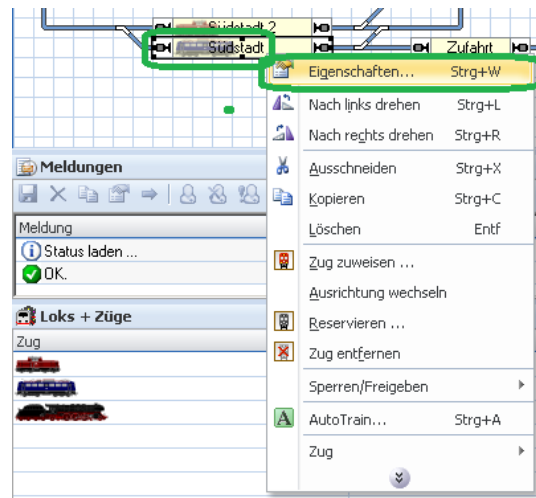 Südstadt 2
Südstadt
Zufahrt
Eigenschaften... Strg+W
Nach links drehen Strg+L
Nach rechts drehen Strg+R
Ausschneiden Strg+X
Kopieren Strg+C
Löschen Entf
Zug zuweisen ...
Ausrichtung wechseln
Reservieren ...
Zug entfernen
Sperren/Freigeben
AutoTrain... Strg+A
Zug
Meldungen
Meldung
Status laden ...
OK.
Loks + Züge
Zug